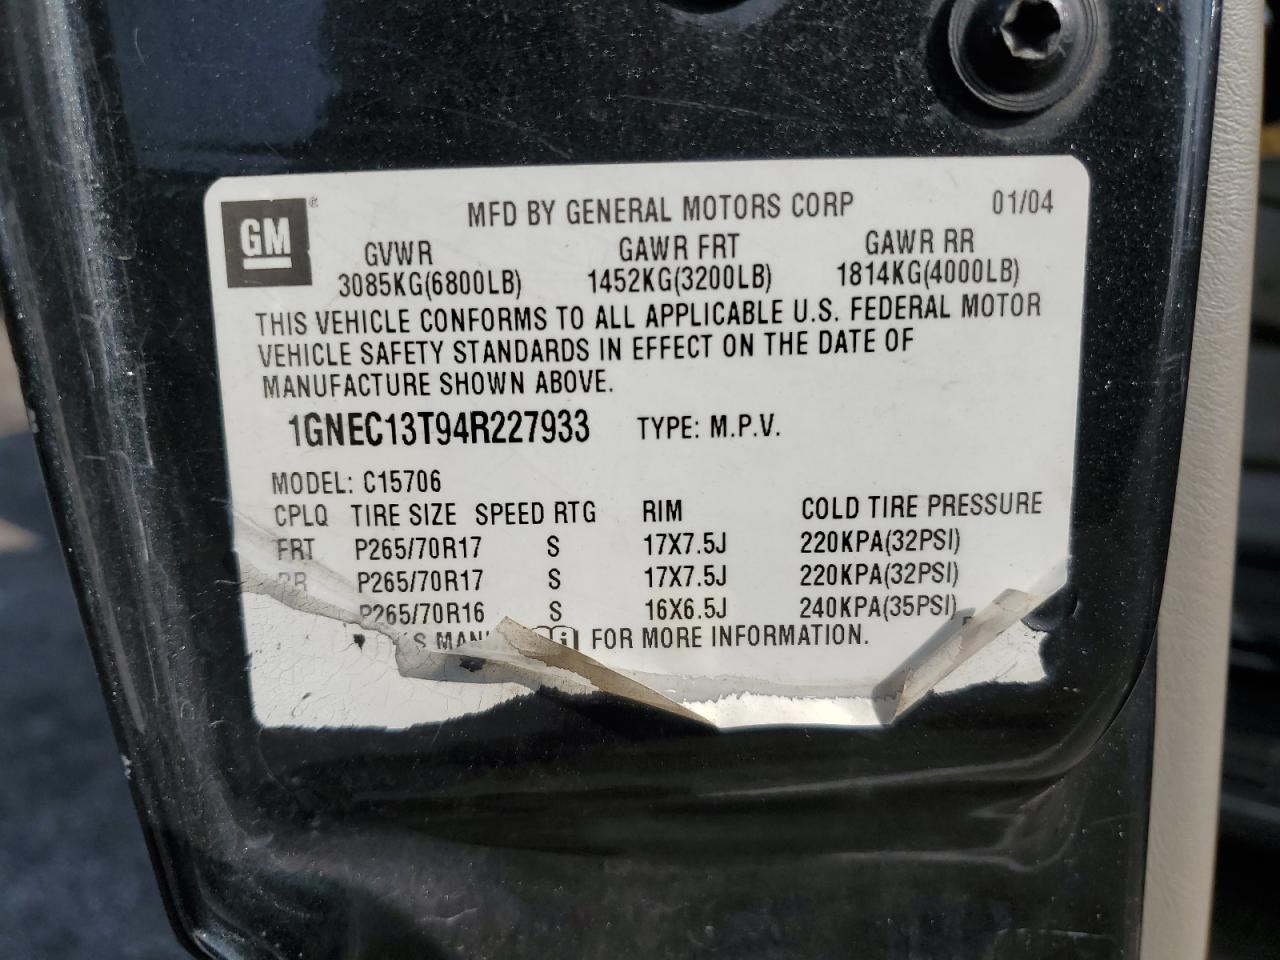 GM ®
MFD BY GENERAL MOTORS CORP 01/04
GVWR GAWR FRT GAWR RR
3085KG(6800LB) 1452KG(3200LB) 1814KG(4000LB)
THIS VEHICLE CONFORMS TO ALL APPLICABLE U.S. FEDERAL MOTOR
VEHICLE SAFETY STANDARDS IN EFFECT ON THE DATE OF
MANUFACTURE SHOWN ABOVE.
1GNEC13T94R227933 TYPE: M.P.V.
MODEL: C15706
CPLQ TIRE SIZE SPEED RTG RIM COLD TIRE PRESSURE
FRT P265/70R17 S 17X7.5J 220KPA(32PSI)
RR P265/70R17 S 17X7.5J 220KPA(32PSI)
P265/70R16 S 16X6.5J 240KPA(35PSI)
FOR MORE INFORMATION.